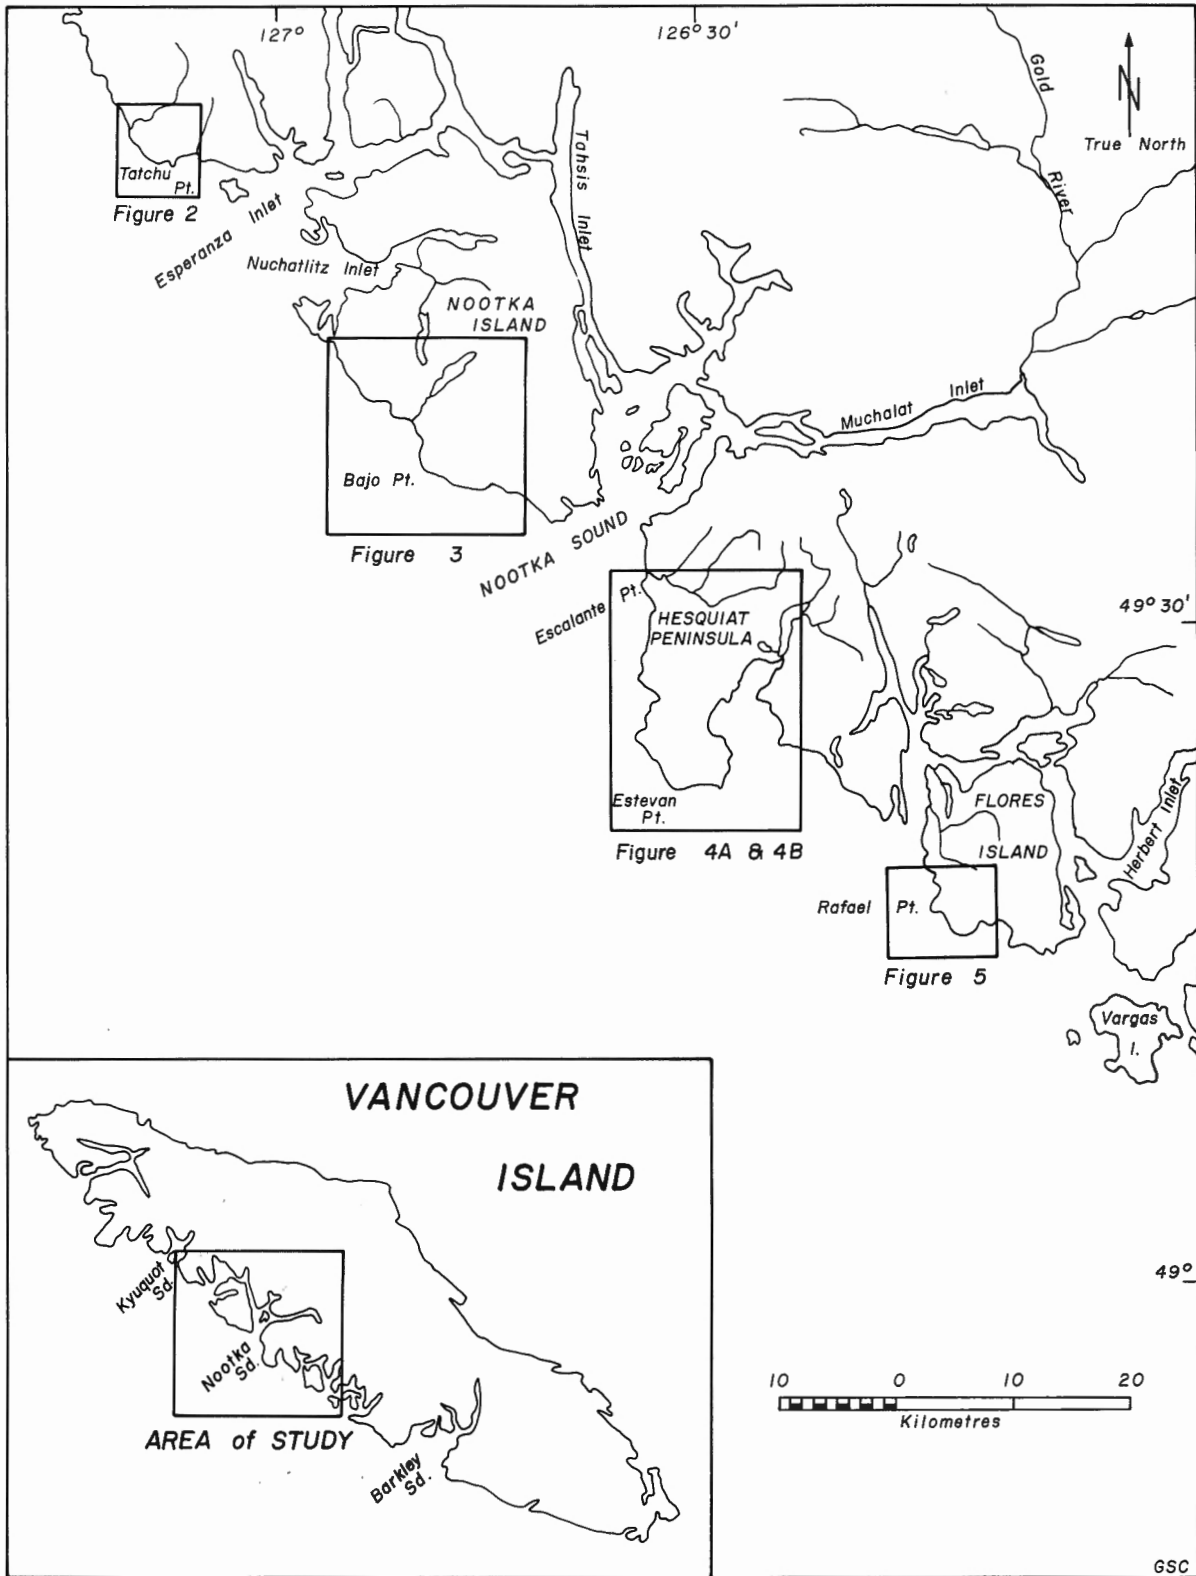 127°
126° 30'
Gold
River
True North
Tahsis Inlet
Tatchu
Pt.
Figure 2
Esperanza Inlet
Nuchatlitz Inlet
NOOTKA
ISLAND
Muchalat Inlet
Bajo Pt.
Figure 3
NOOTKA SOUND
Escalante Pt.
HESQUIAT
PENINSULA
49° 30'
Estevan
Pt.
Figure 4A & 4B
FLORES
ISLAND
Herbert Inlet
Rafael Pt.
Figure 5
Vargas
I.
VANCOUVER
ISLAND
Kyuquot
Sd.
Nootka
Sd.
AREA of STUDY
Barkley
Sd.
49°
10 0 10 20
Kilometres
GSC